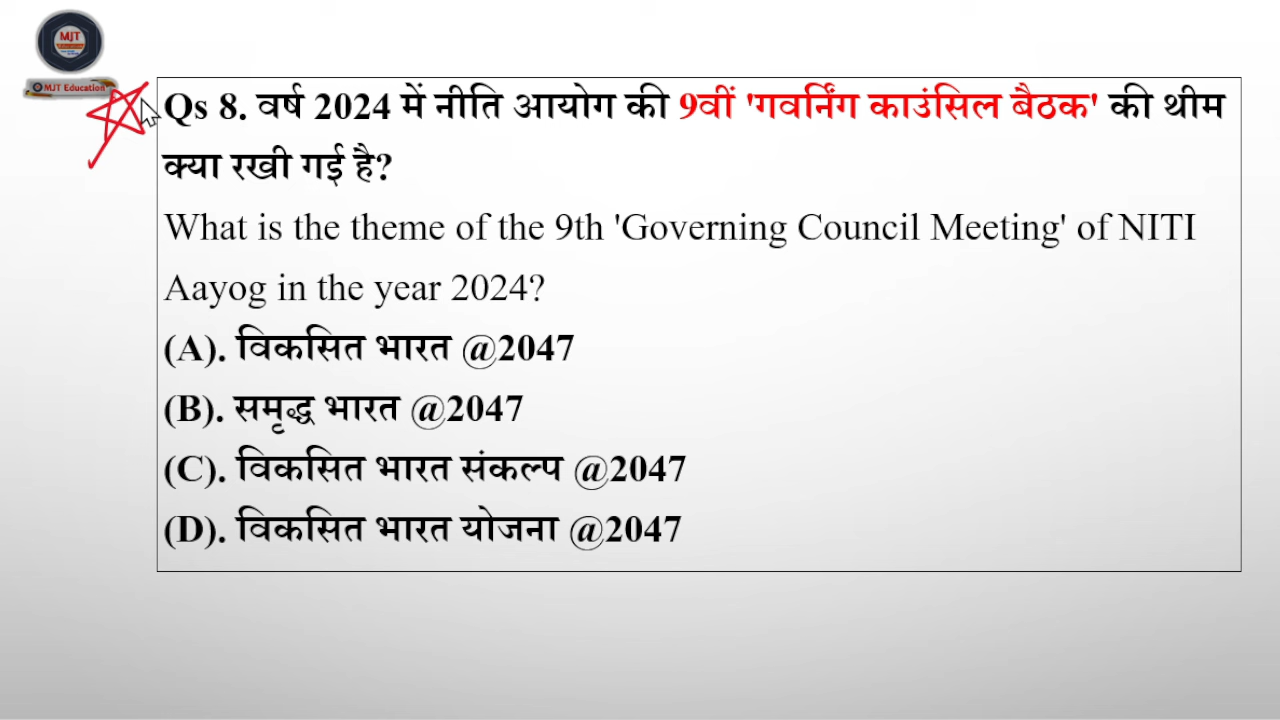 MJT
MJT Education
Qs 8. वर्ष 2024 में नीति आयोग की 9वीं 'गवर्निंग काउंसिल बैठक' की थीम
क्या रखी गई है?
What is the theme of the 9th 'Governing Council Meeting' of NITI
Aayog in the year 2024?
(A). विकसित भारत @2047
(B). समृद्ध भारत @2047
(C). विकसित भारत संकल्प @2047
(D). विकसित भारत योजना @2047